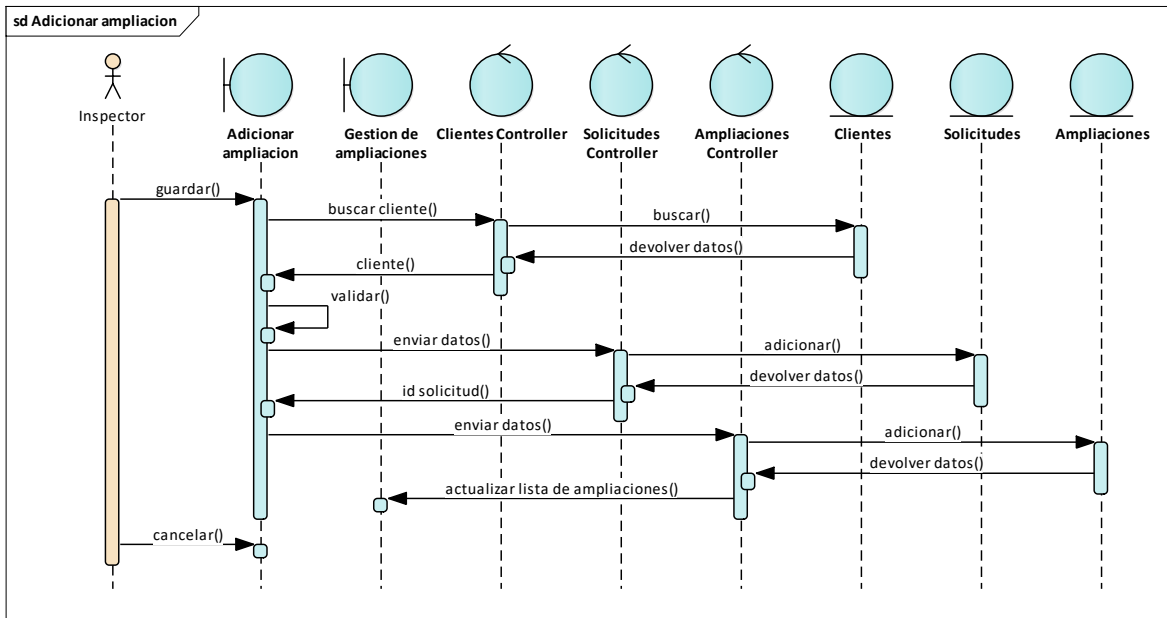 sd Adicionar ampliacion
Inspector
Adicionar
ampliacion
Gestion de
ampliaciones
Clientes Controller
Solicitudes
Controller
Ampliaciones
Controller
Clientes
Solicitudes
Ampliaciones
guardar()
buscar cliente()
buscar()
devolver datos()
cliente()
validar()
enviar datos()
adicionar()
devolver datos()
id solicitud()
enviar datos()
adicionar()
devolver datos()
actualizar lista de ampliaciones()
cancelar()